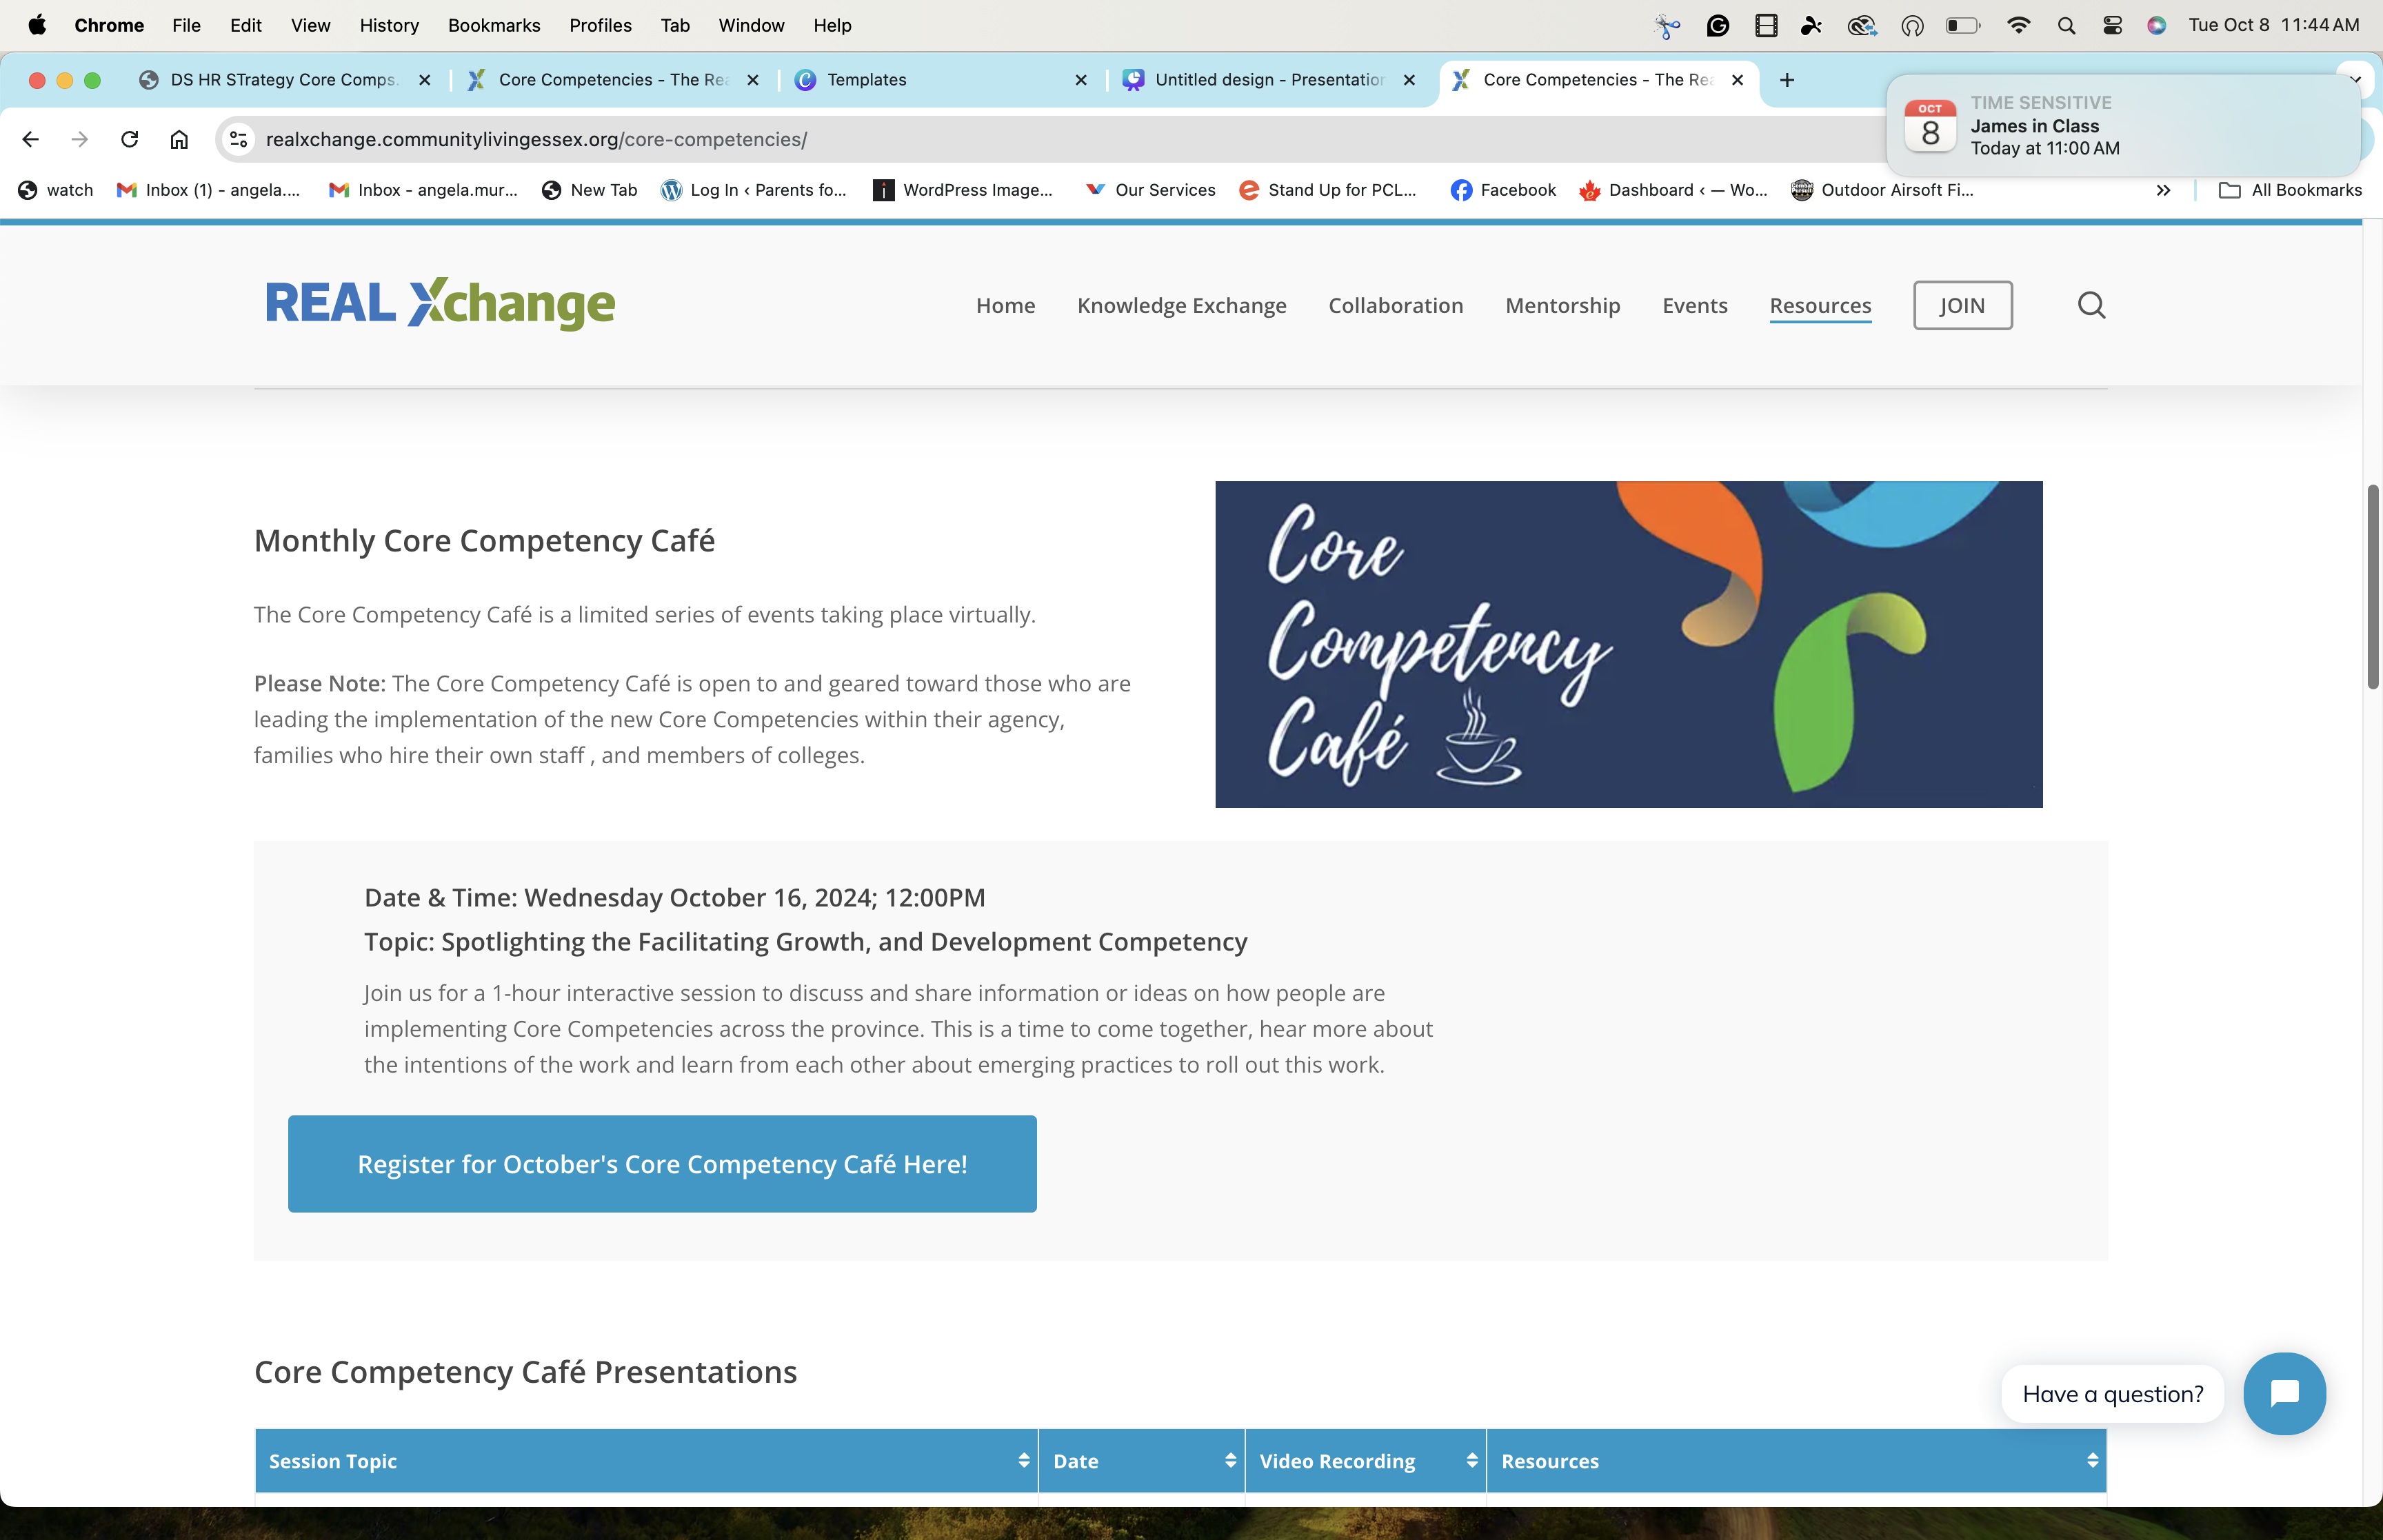 Chrome File Edit View History Bookmarks Profiles Tab Window Help Tue Oct 8 11:44 AM
DS HR STrategy Core Comps. Core Competencies - The Rea Templates Untitled design - Presentation Core Competencies - The Rea
TIME SENSITIVE
OCT
8
James in Class
Today at 11:00 AM
realxchange.communitylivingessex.org/core-competencies/
watch Inbox (1) - angela.... Inbox - angela.mur... New Tab Log In ‹ Parents fo... WordPress Image... Our Services Stand Up for PCL... Facebook Dashboard ‹ — Wo... Outdoor Airsoft Fi... » All Bookmarks
REAL Xchange
Home Knowledge Exchange Collaboration Mentorship Events Resources JOIN
Monthly Core Competency Café
The Core Competency Café is a limited series of events taking place virtually.
Please Note: The Core Competency Café is open to and geared toward those who are
leading the implementation of the new Core Competencies within their agency,
families who hire their own staff , and members of colleges.
Core
Competency
Café
Date & Time: Wednesday October 16, 2024; 12:00PM
Topic: Spotlighting the Facilitating Growth, and Development Competency
Join us for a 1-hour interactive session to discuss and share information or ideas on how people are
implementing Core Competencies across the province. This is a time to come together, hear more about
the intentions of the work and learn from each other about emerging practices to roll out this work.
Register for October's Core Competency Café Here!
Core Competency Café Presentations
Have a question?
Session Topic Date Video Recording Resources